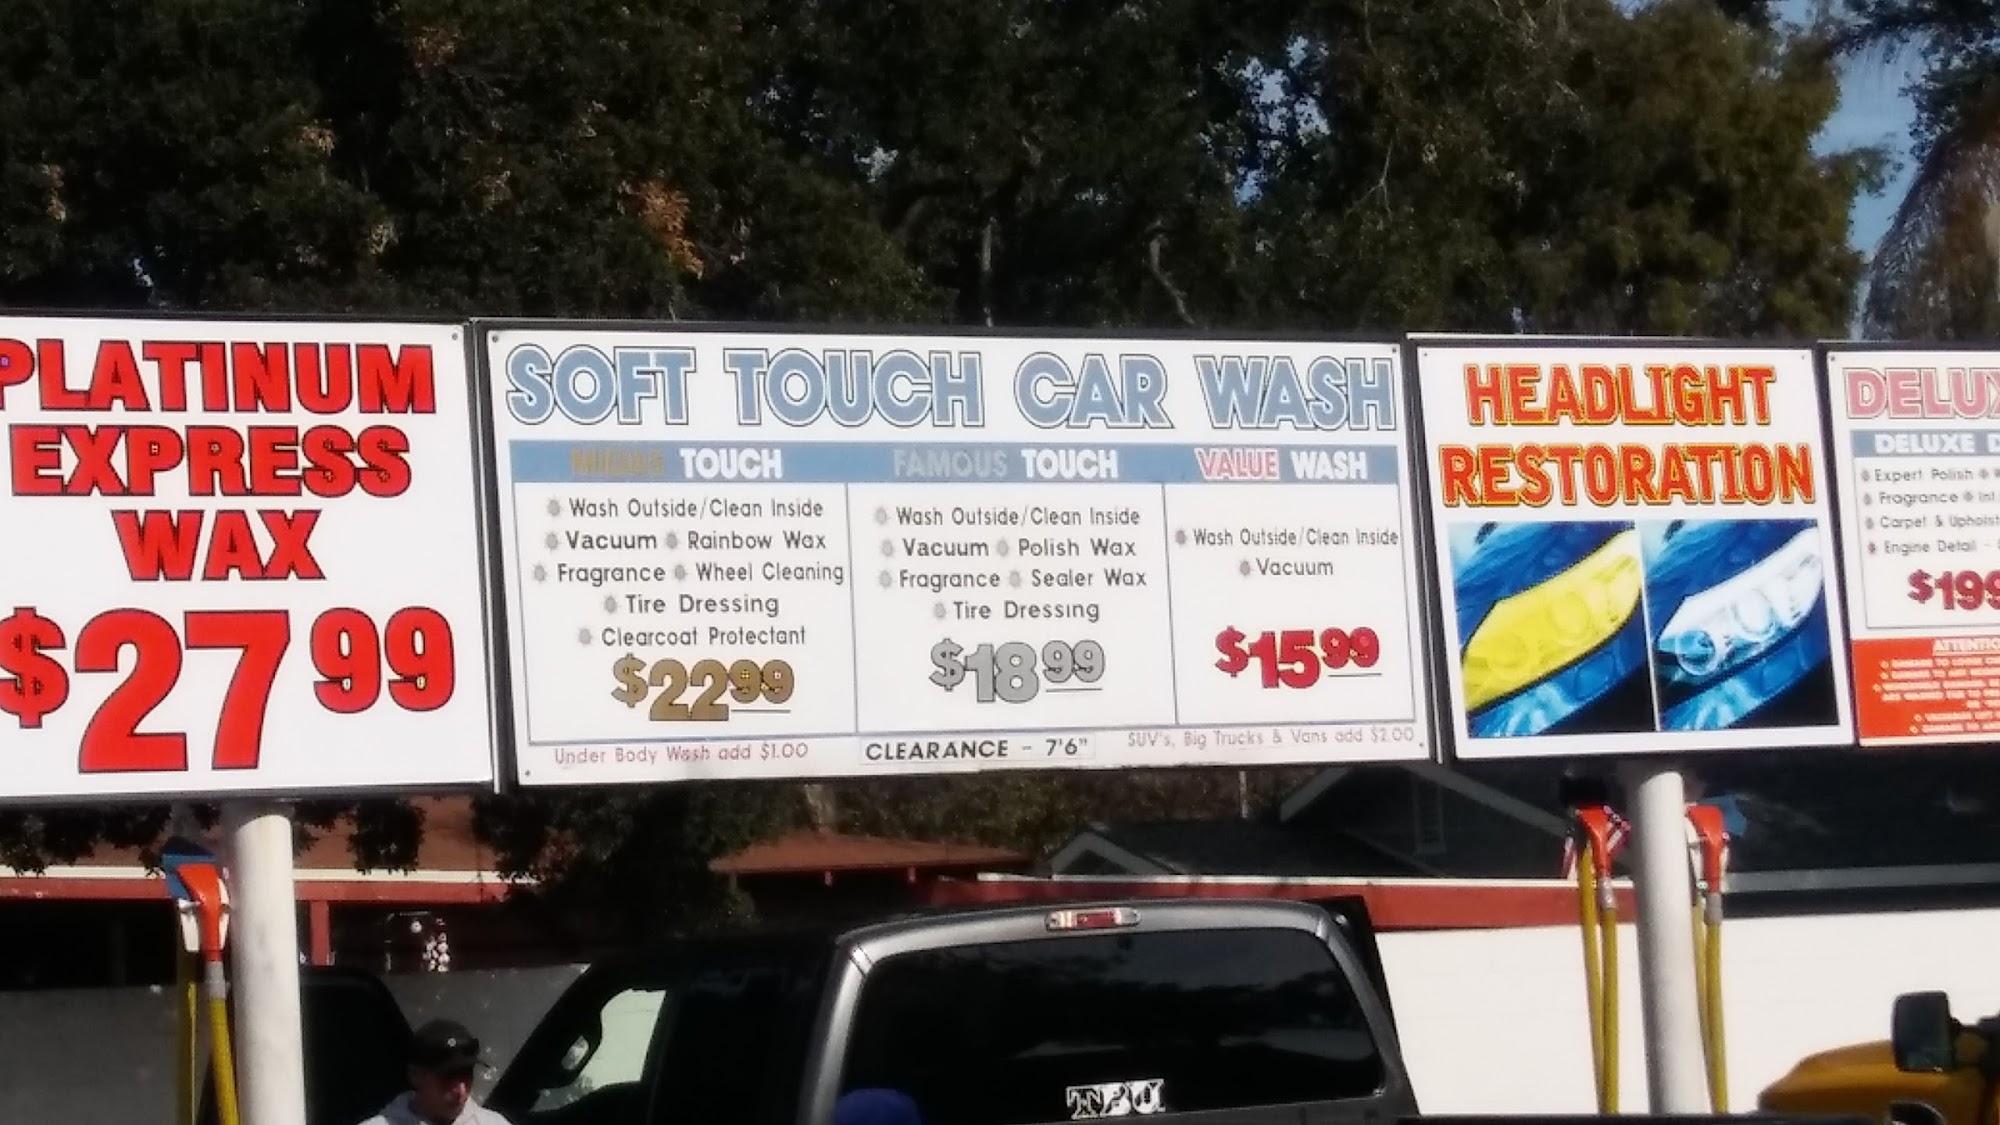 PLATINUM
EXPRESS
WAX
$27 99
SOFT TOUCH CAR WASH
TOUCH
Wash Outside/Clean Inside
Vacuum Rainbow Wax
Fragrance Wheel Cleaning
Tire Dressing
Clearcoat Protectant
$22 99
FAMOUS TOUCH
Wash Outside/Clean Inside
Vacuum Polish Wax
Fragrance Sealer Wax
Tire Dressing
$18 99
VALUE WASH
Wash Outside/Clean Inside
Vacuum
$15 99
Under Body Wash add $1.00
CLEARANCE - 7'6"
SUV's, Big Trucks & Vans add $2.00
HEADLIGHT
RESTORATION
DELUX
DELUXE D
Expert Polish
Fragrance Int
Carpet & Upholst
Engine Detail -
$199
ATTENTIO
TBU